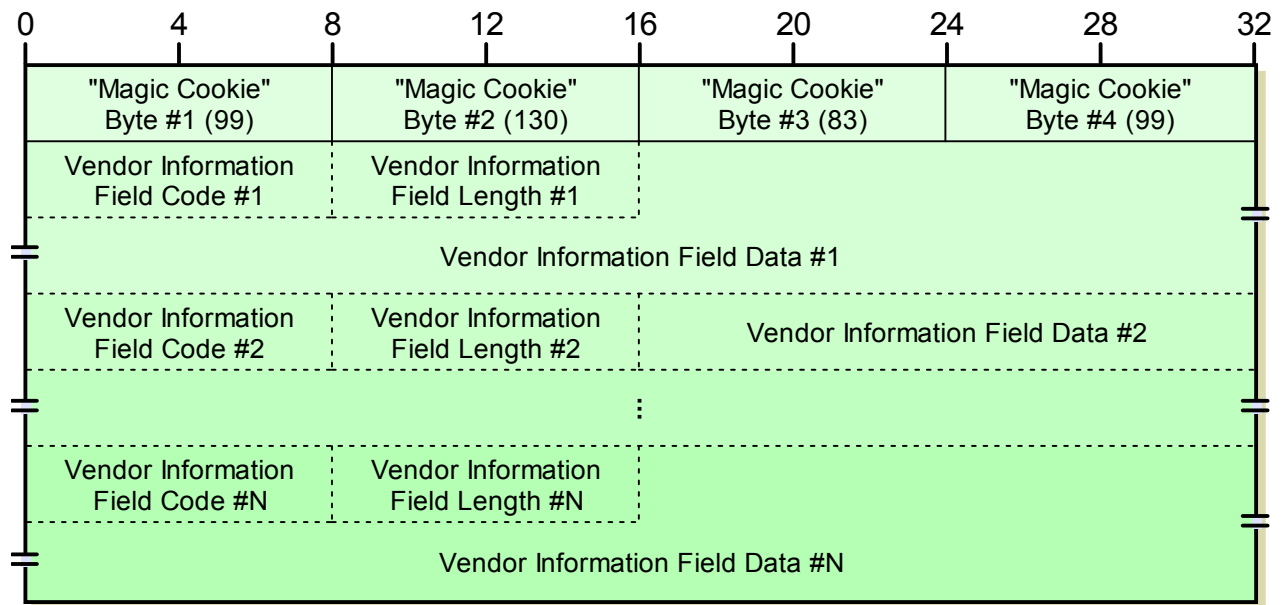 0 4 8 12 16 20 24 28 32
"Magic Cookie" "Magic Cookie" "Magic Cookie" "Magic Cookie"
Byte #1 (99) Byte #2 (130) Byte #3 (83) Byte #4 (99)
Vendor Information Vendor Information
Field Code #1 Field Length #1
Vendor Information Field Data #1
Vendor Information Vendor Information
Field Code #2 Field Length #2 Vendor Information Field Data #2
⋮
Vendor Information Vendor Information
Field Code #N Field Length #N
Vendor Information Field Data #N